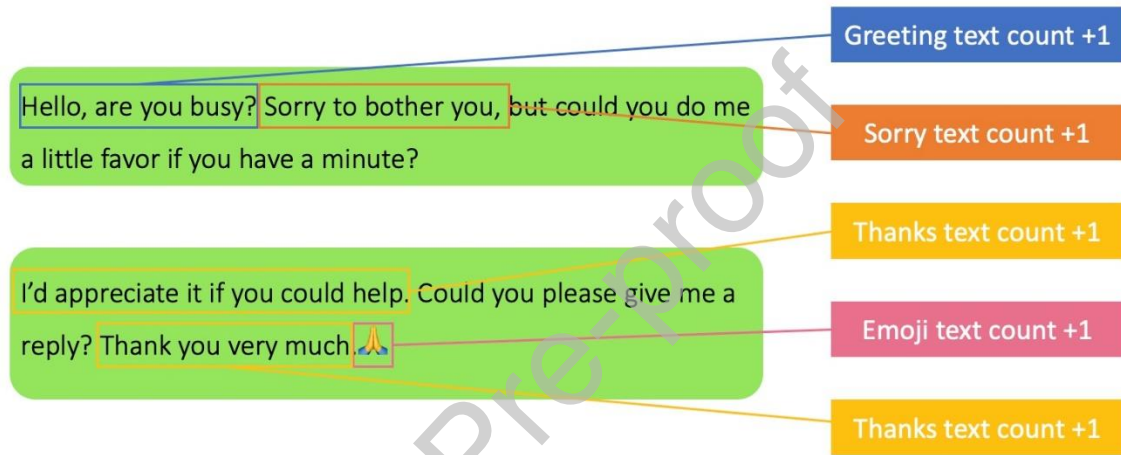 Greeting text count +1
Hello, are you busy? Sorry to bother you, but could you do me
a little favor if you have a minute?
Sorry text count +1
Thanks text count +1
I'd appreciate it if you could help. Could you please give me a
reply? Thank you very much.🙏
Emoji text count +1
Thanks text count +1
Pre-proof